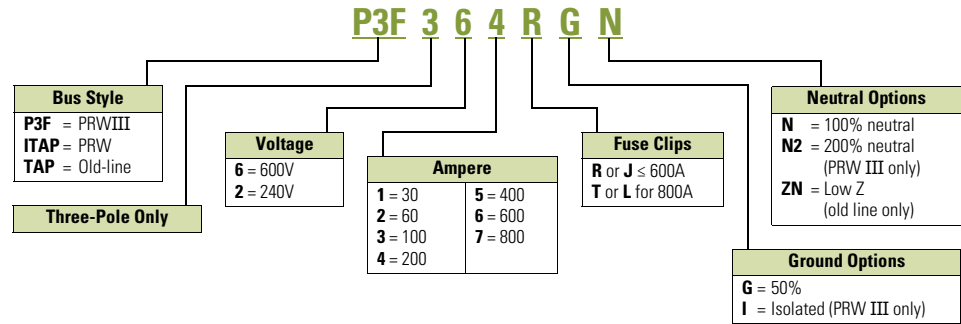 P3F 3 6 4 R G N
Bus Style
P3F = PRWIII
ITAP = PRW
TAP = Old-line
Three-Pole Only
Voltage
6 = 600V
2 = 240V
Ampere
1 = 30
2 = 60
3 = 100
4 = 200
5 = 400
6 = 600
7 = 800
Fuse Clips
R or J ≤ 600A
T or L for 800A
Neutral Options
N = 100% neutral
N2 = 200% neutral
(PRW III only)
ZN = Low Z
(old line only)
Ground Options
G = 50%
I = Isolated (PRW III only)